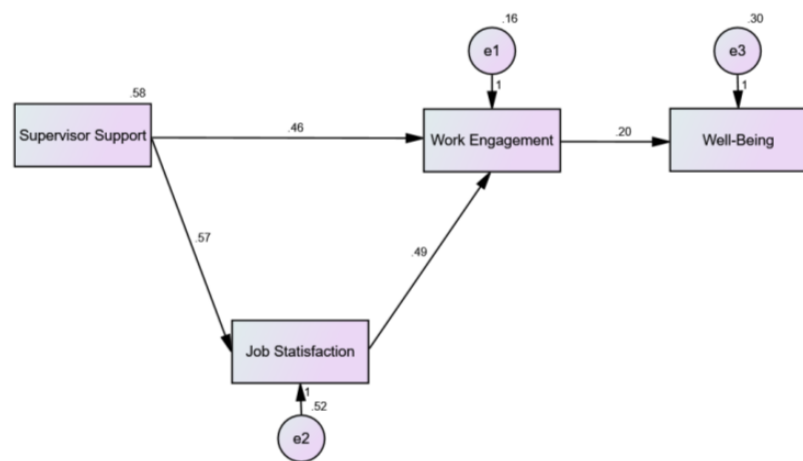 .16
.30
e1
e3
.58
1
1
Supervisor Support
.46
Work Engagement
.20
Well-Being
.57
.49
Job Statisfaction
1
.52
e2